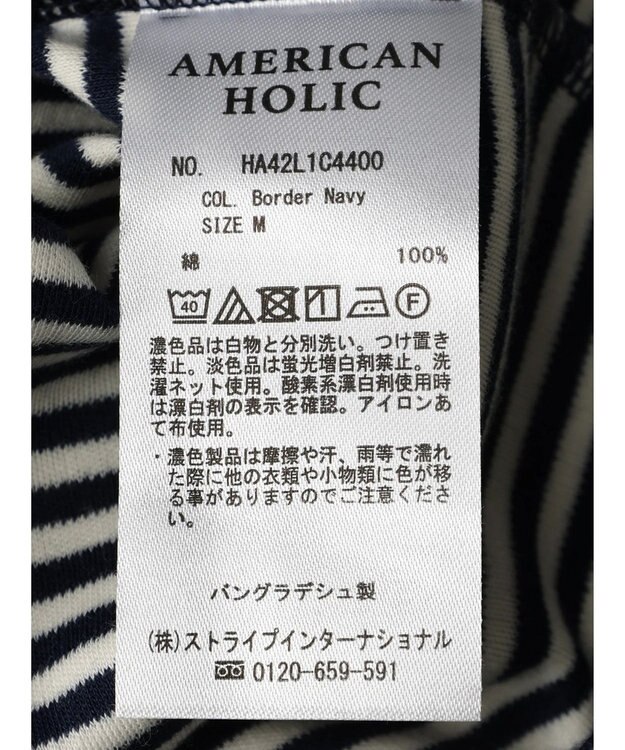 AMERICAN
HOLIC
NO. HA42L1C4400
COL. Border Navy
SIZE M
綿 100%
40 F
濃色品は白物と分別洗い。つけ置き
禁止。淡色品は蛍光増白剤禁止。洗
濯ネット使用。酸素系漂白剤使用時
は漂白剤の表示を確認。アイロンあ
て布使用。
・濃色製品は摩擦や汗、雨等で濡れ
た際に他の衣類や小物類に色が移
る事がありますのでご注意くださ
い。
バングラデシュ製
(株)ストライプインターナショナル
0120-659-591